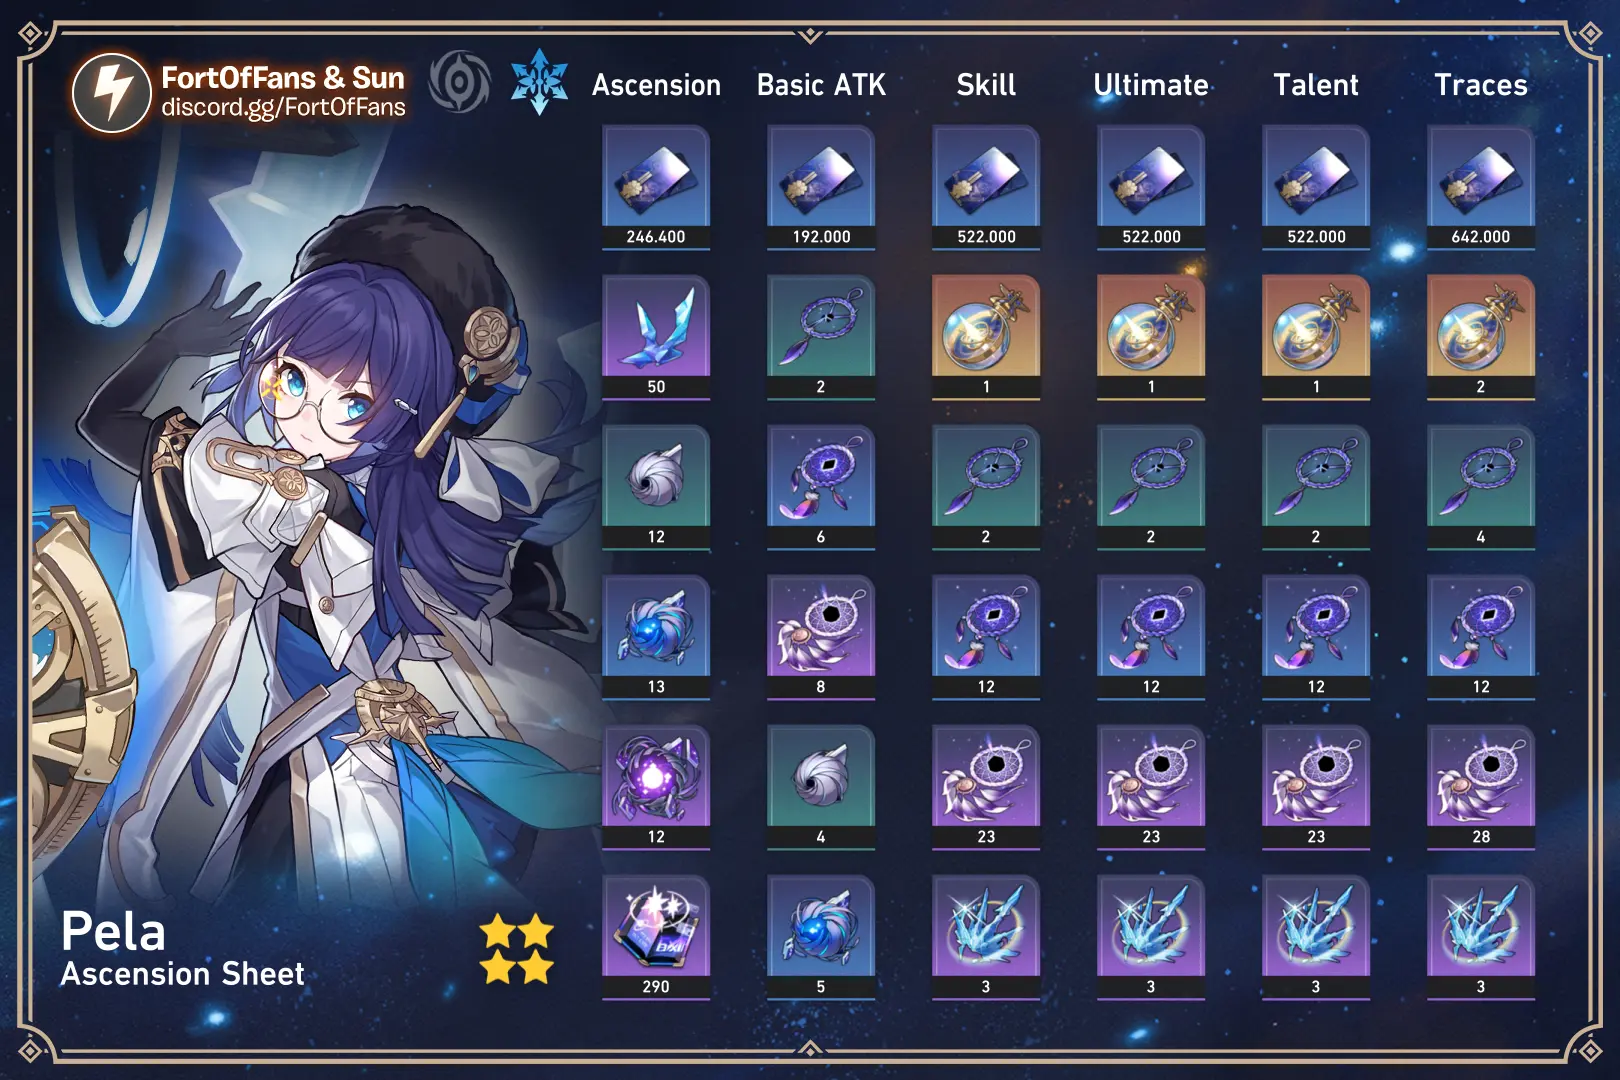 FortOfFans & Sun
discord.gg/FortOfFans
Ascension Basic ATK Skill Ultimate Talent Traces
246.400 192.000 522.000 522.000 522.000 642.000
50 2 1 1 1 2
12 6 2 2 2 4
13 8 12 12 12 12
12 4 23 23 23 28
290 5 3 3 3 3
Pela
Ascension Sheet